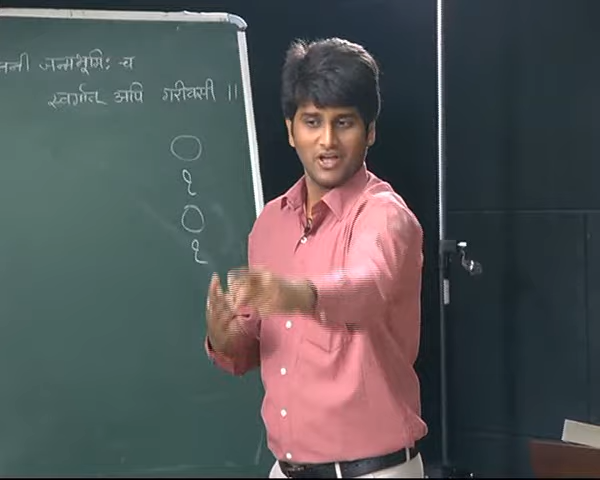 जन्मभूमिः च
स्वर्गात् अपि गरीयसी ॥
०
१
०
१